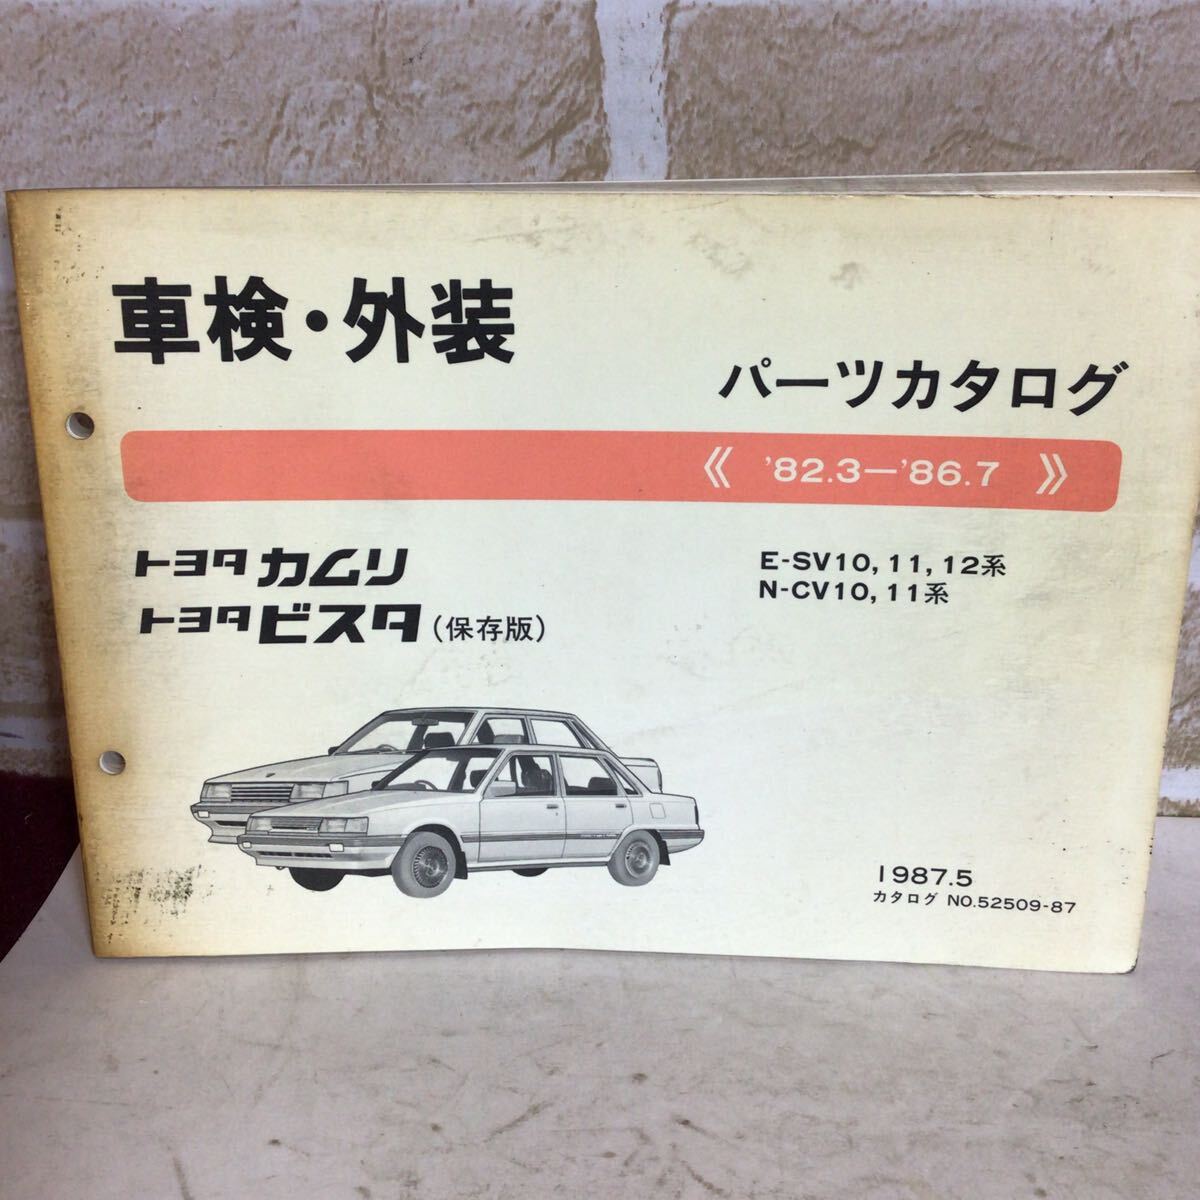 車検・外装
パーツカタログ
《 '82.3—'86.7 》
トヨタ カムリ
トヨタ ビスタ(保存版)
E-SV10, 11, 12系
N-CV10, 11系
1987.5
カタログ NO.52509-87